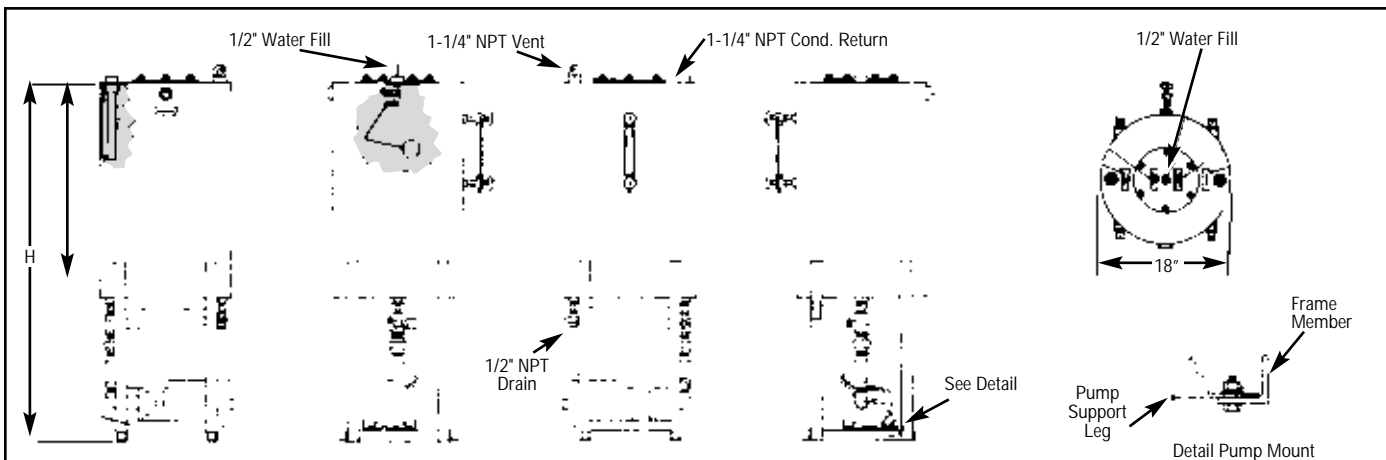 1/2" Water Fill
1-1/4" NPT Vent
1-1/4" NPT Cond. Return
1/2" Water Fill
H
18"
1/2" NPT
Drain
See Detail
Frame
Member
Pump
Support
Leg
Detail Pump Mount